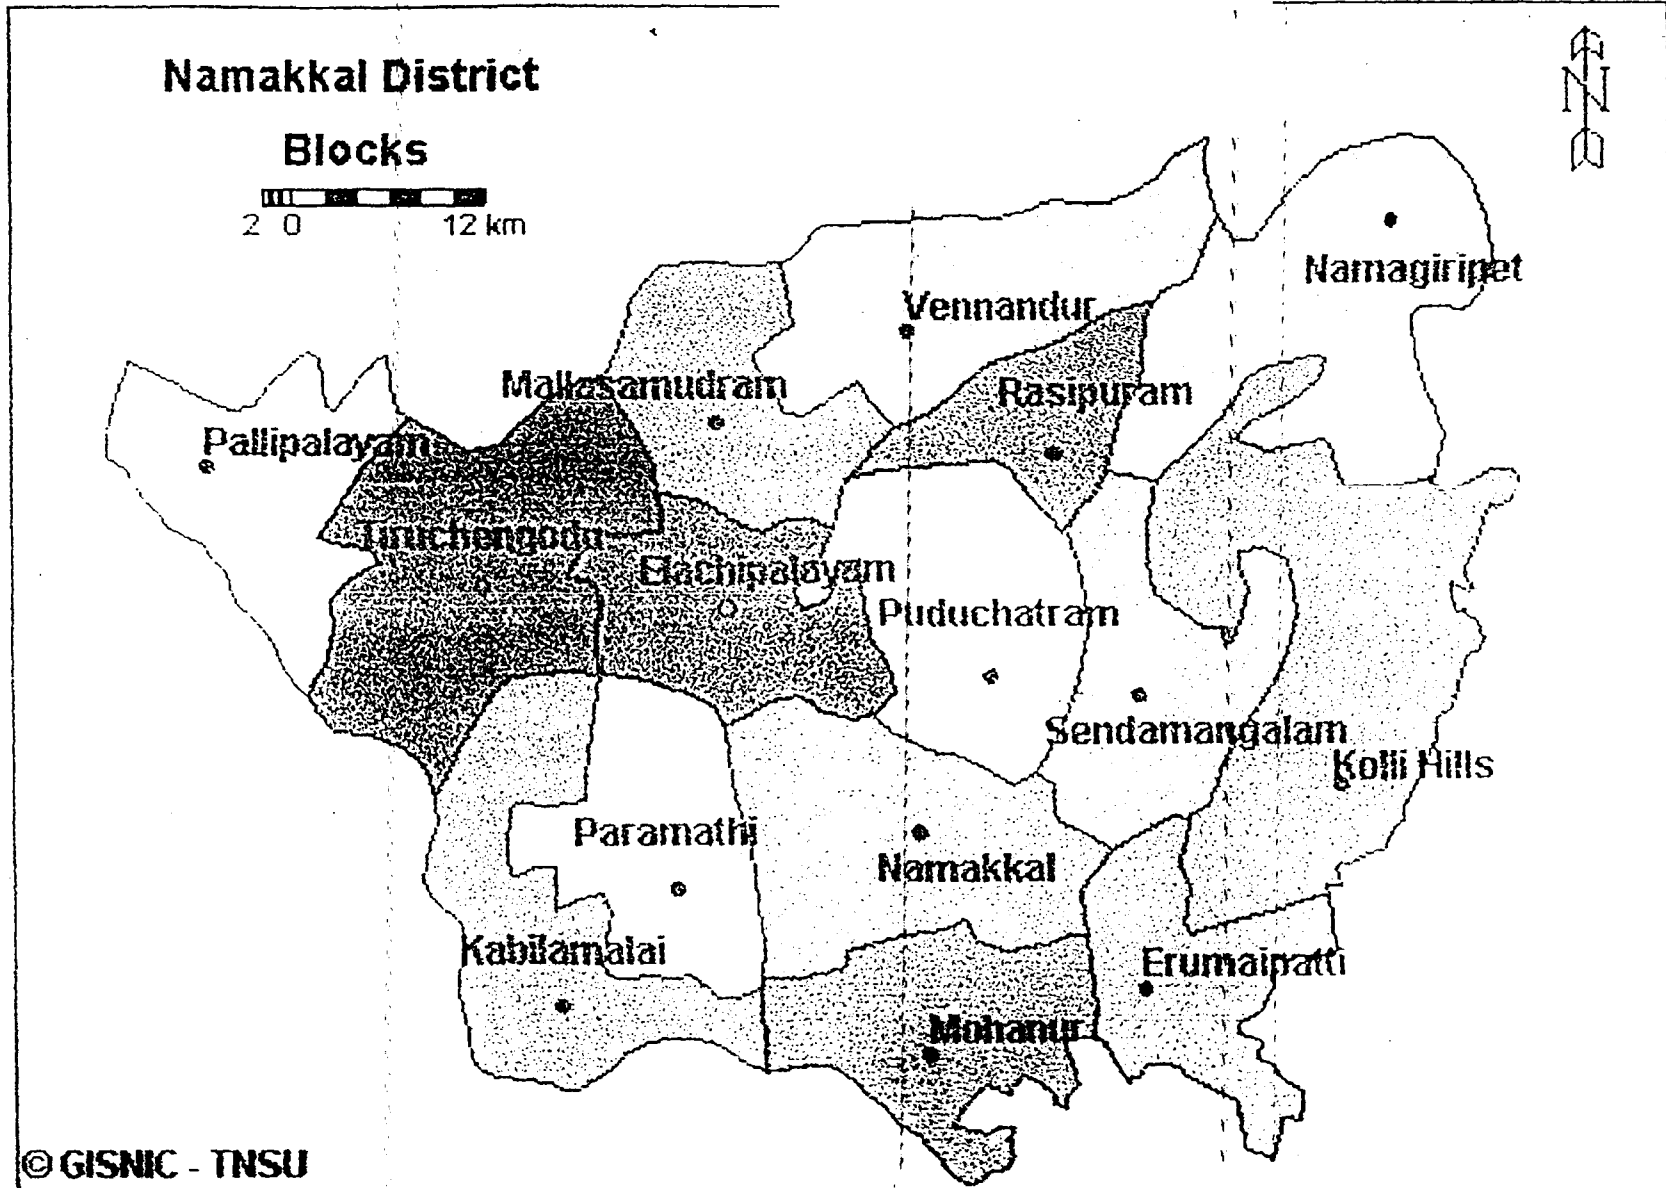 Namakkal District
N
Blocks
2 0 12 km
Namagiripet
Vennandur
Mallasamudram
Rasipuram
Pallipalayam
Tiruchengodu
Elachipalayam
Puduchatram
Sendamangalam
Kolli Hills
Paramathi
Namakkal
Kabilamalai
Erumaipatti
Mohanur
© GISNIC - TNSU